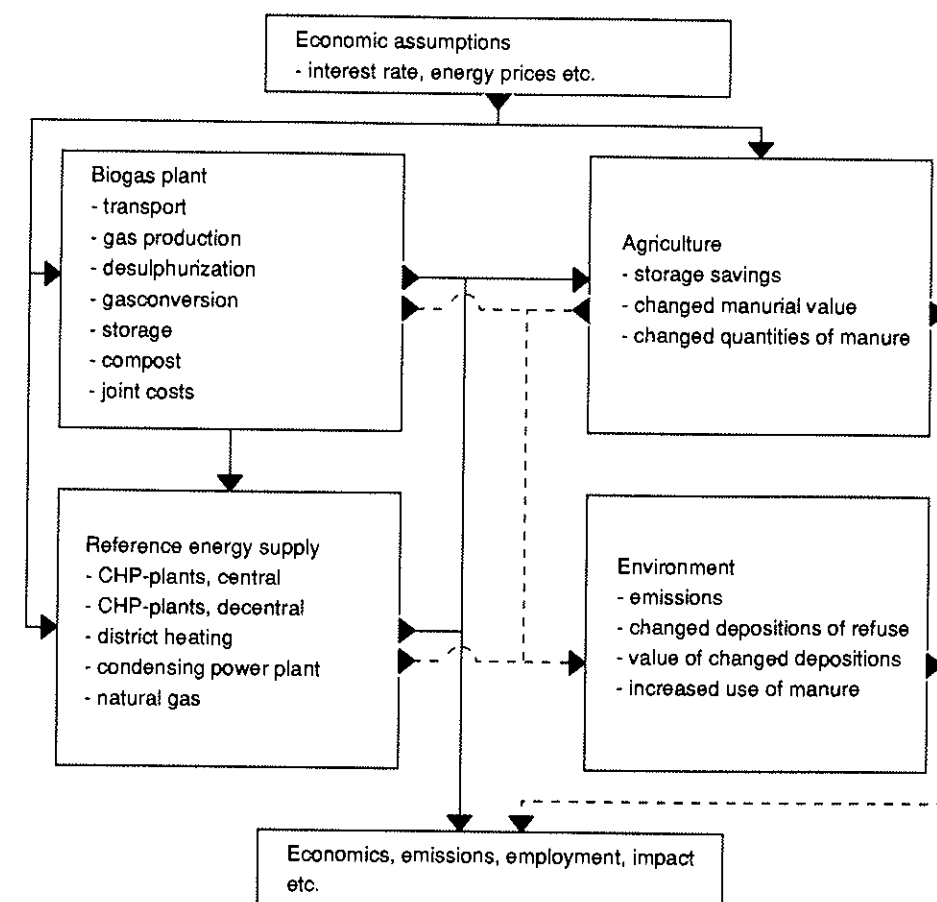 Economic assumptions
- interest rate, energy prices etc.
Biogas plant
- transport
- gas production
- desulphurization
- gasconversion
- storage
- compost
- joint costs
Agriculture
- storage savings
- changed manurial value
- changed quantities of manure
Reference energy supply
- CHP-plants, central
- CHP-plants, decentral
- district heating
- condensing power plant
- natural gas
Environment
- emissions
- changed depositions of refuse
- value of changed depositions
- increased use of manure
Economics, emissions, employment, impact
etc.